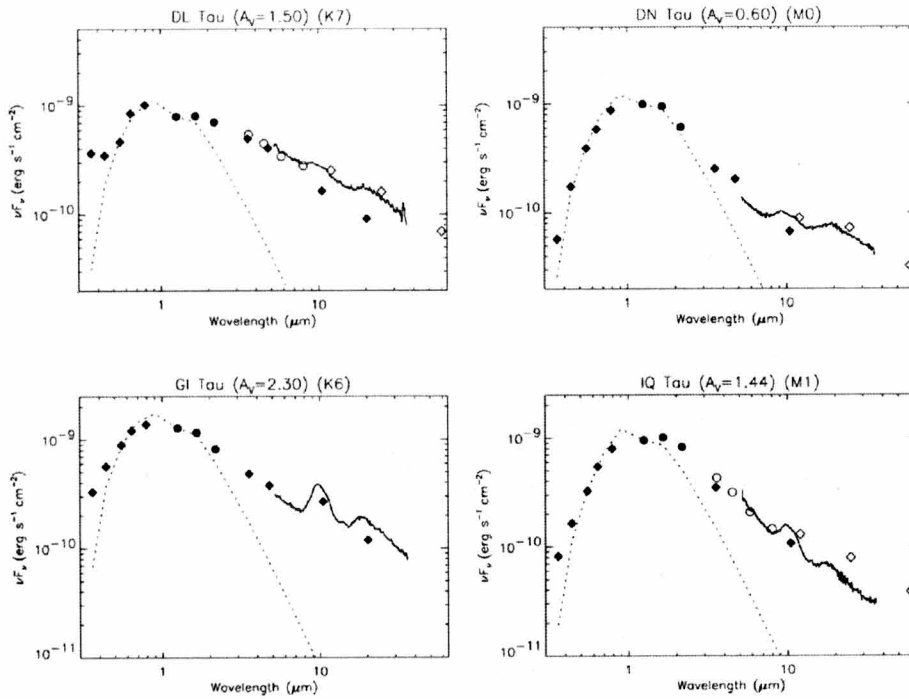 DL Tau (A_V=1.50) (K7)
νF_ν (erg s⁻¹ cm⁻²)
10⁻⁹
10⁻¹⁰
1
10
Wavelength (μm)
DN Tau (A_V=0.60) (M0)
νF_ν (erg s⁻¹ cm⁻²)
10⁻⁹
10⁻¹⁰
1
10
Wavelength (μm)
GI Tau (A_V=2.30) (K6)
νF_ν (erg s⁻¹ cm⁻²)
10⁻⁹
10⁻¹⁰
10⁻¹¹
1
10
Wavelength (μm)
IQ Tau (A_V=1.44) (M1)
νF_ν (erg s⁻¹ cm⁻²)
10⁻⁹
10⁻¹⁰
10⁻¹¹
1
10
Wavelength (μm)